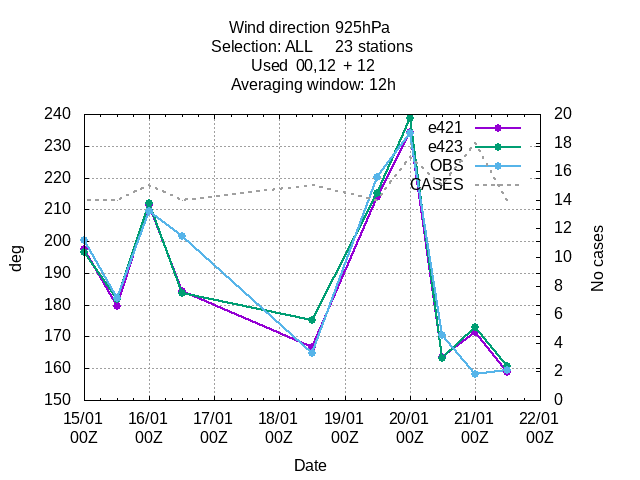 Wind direction 925hPa
Selection: ALL 23 stations
Used 00,12 + 12
Averaging window: 12h
240
230
220
210
200
190
180
170
160
150
deg
20
18
16
14
12
10
8
6
4
2
0
No cases
e421
e423
OBS
CASES
15/01 16/01 17/01 18/01 19/01 20/01 21/01 22/01
00Z 00Z 00Z 00Z 00Z 00Z 00Z 00Z
Date